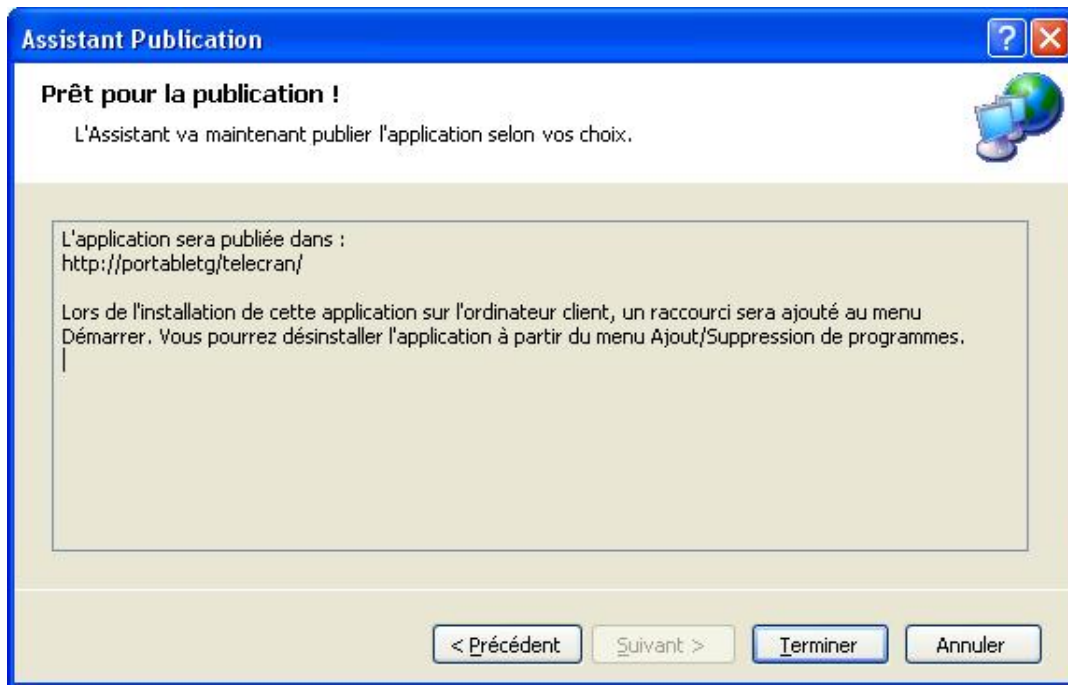 Assistant Publication
Prêt pour la publication !
L'Assistant va maintenant publier l'application selon vos choix.
L'application sera publiée dans :
http://portabletg/telecran/
Lors de l'installation de cette application sur l'ordinateur client, un raccourci sera ajouté au menu
Démarrer. Vous pourrez désinstaller l'application à partir du menu Ajout/Suppression de programmes.
< Précédent Suivant > Terminer Annuler